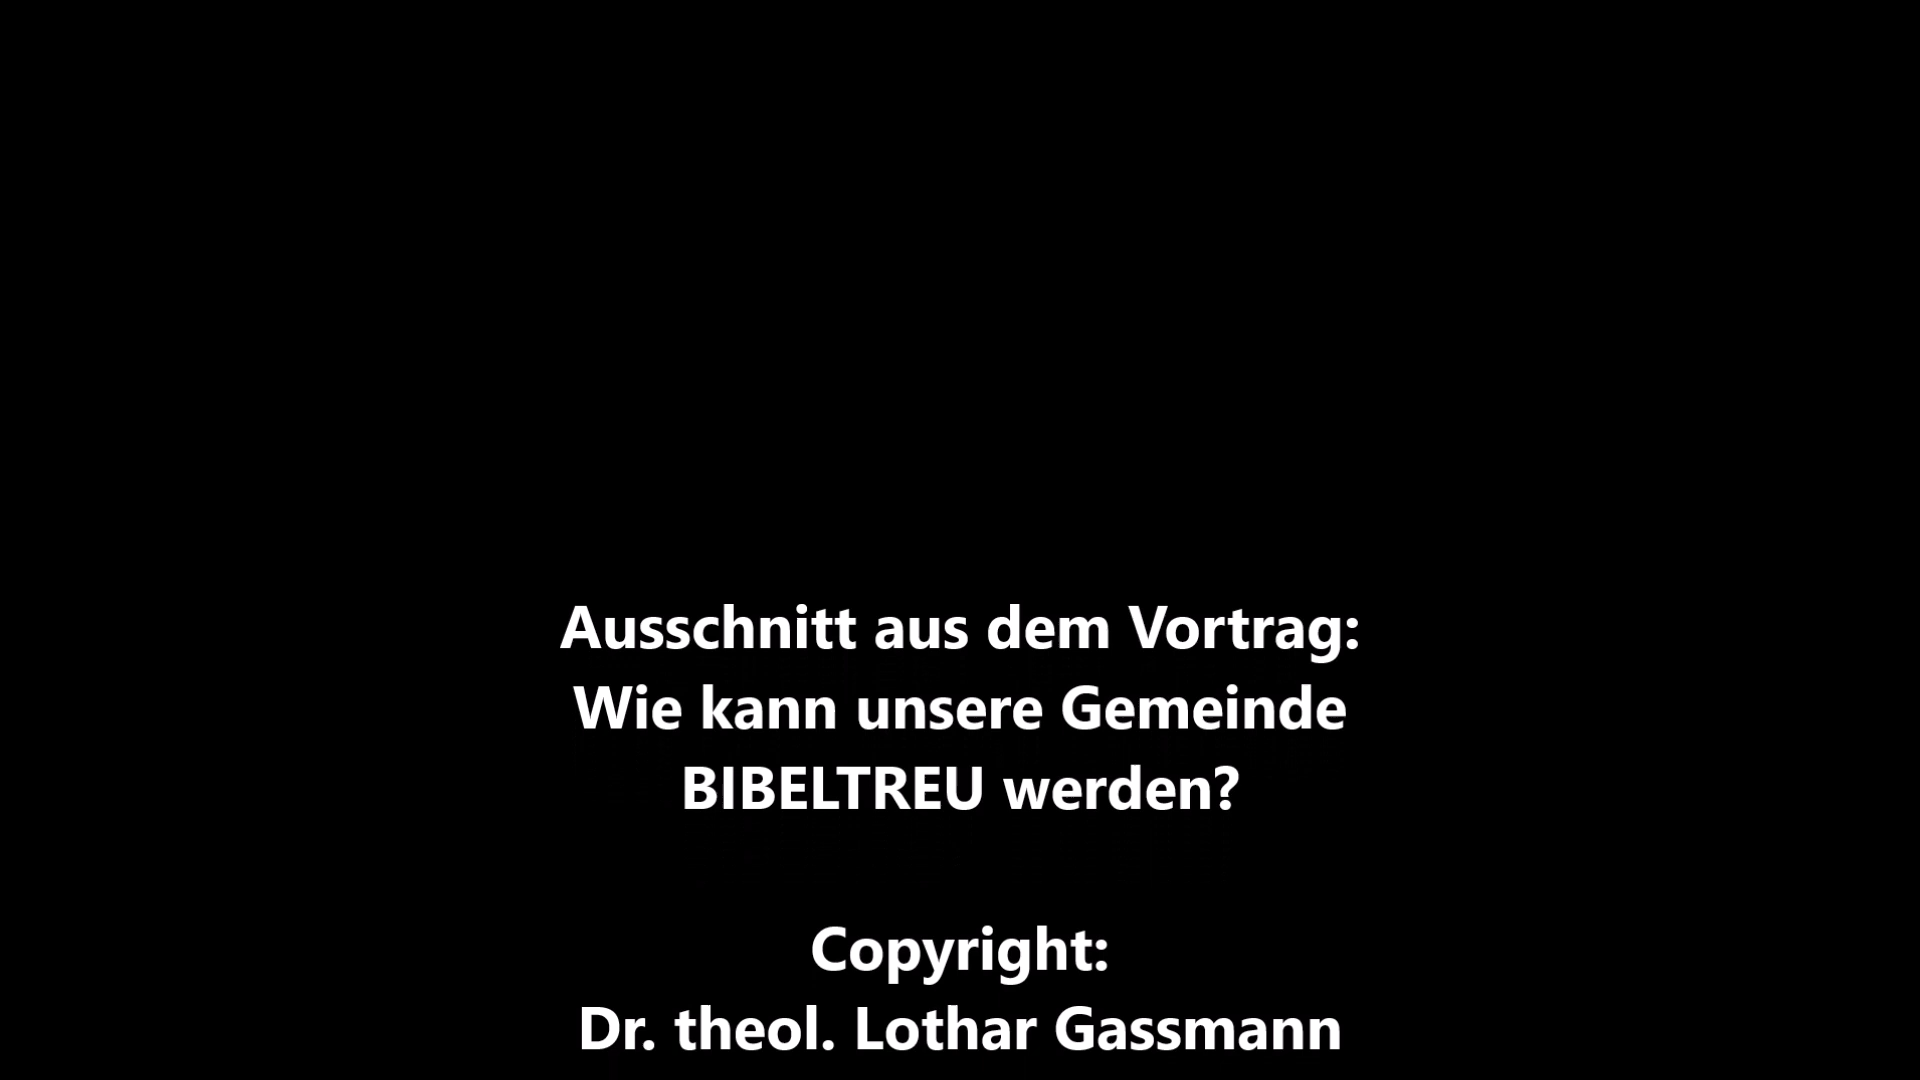 Ausschnitt aus dem Vortrag:
Wie kann unsere Gemeinde
BIBELTREU werden?
Copyright:
Dr. theol. Lothar Gassmann